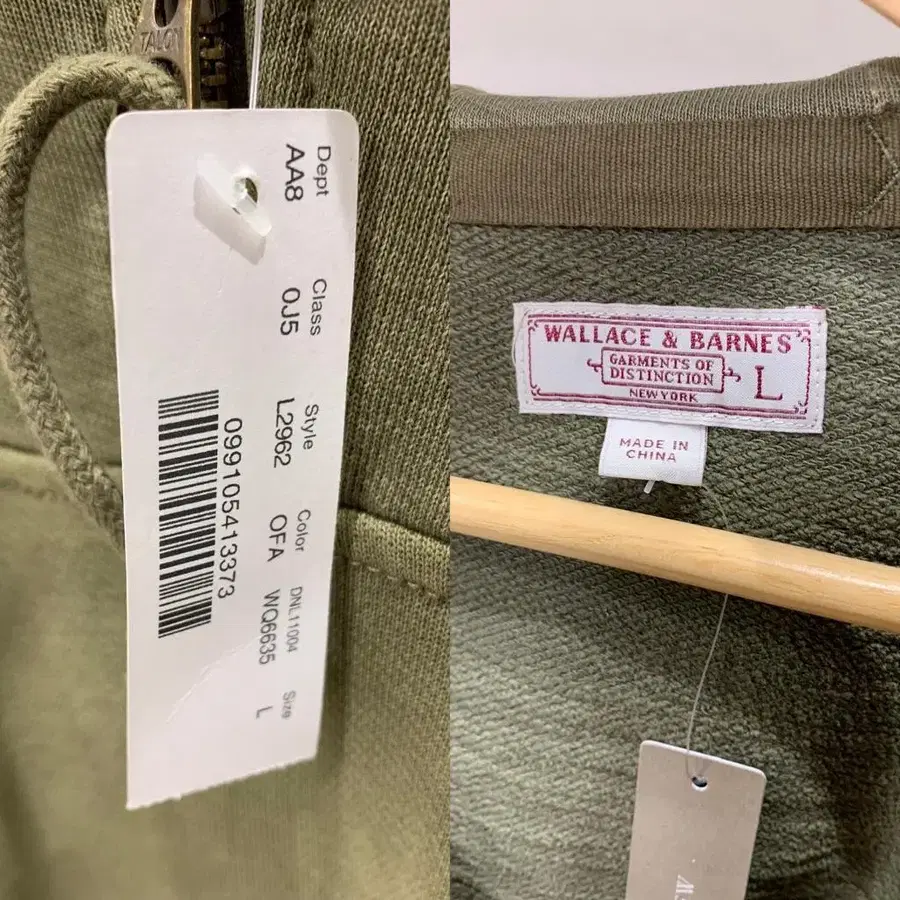 TALON
Dept Class Style Color DNL11004 Size
AA8 0J5 L2962 OFA WQ6635 L
099105413373
WALLACE & BARNES
GARMENTS OF
DISTINCTION
NEW YORK
L
MADE IN
CHINA